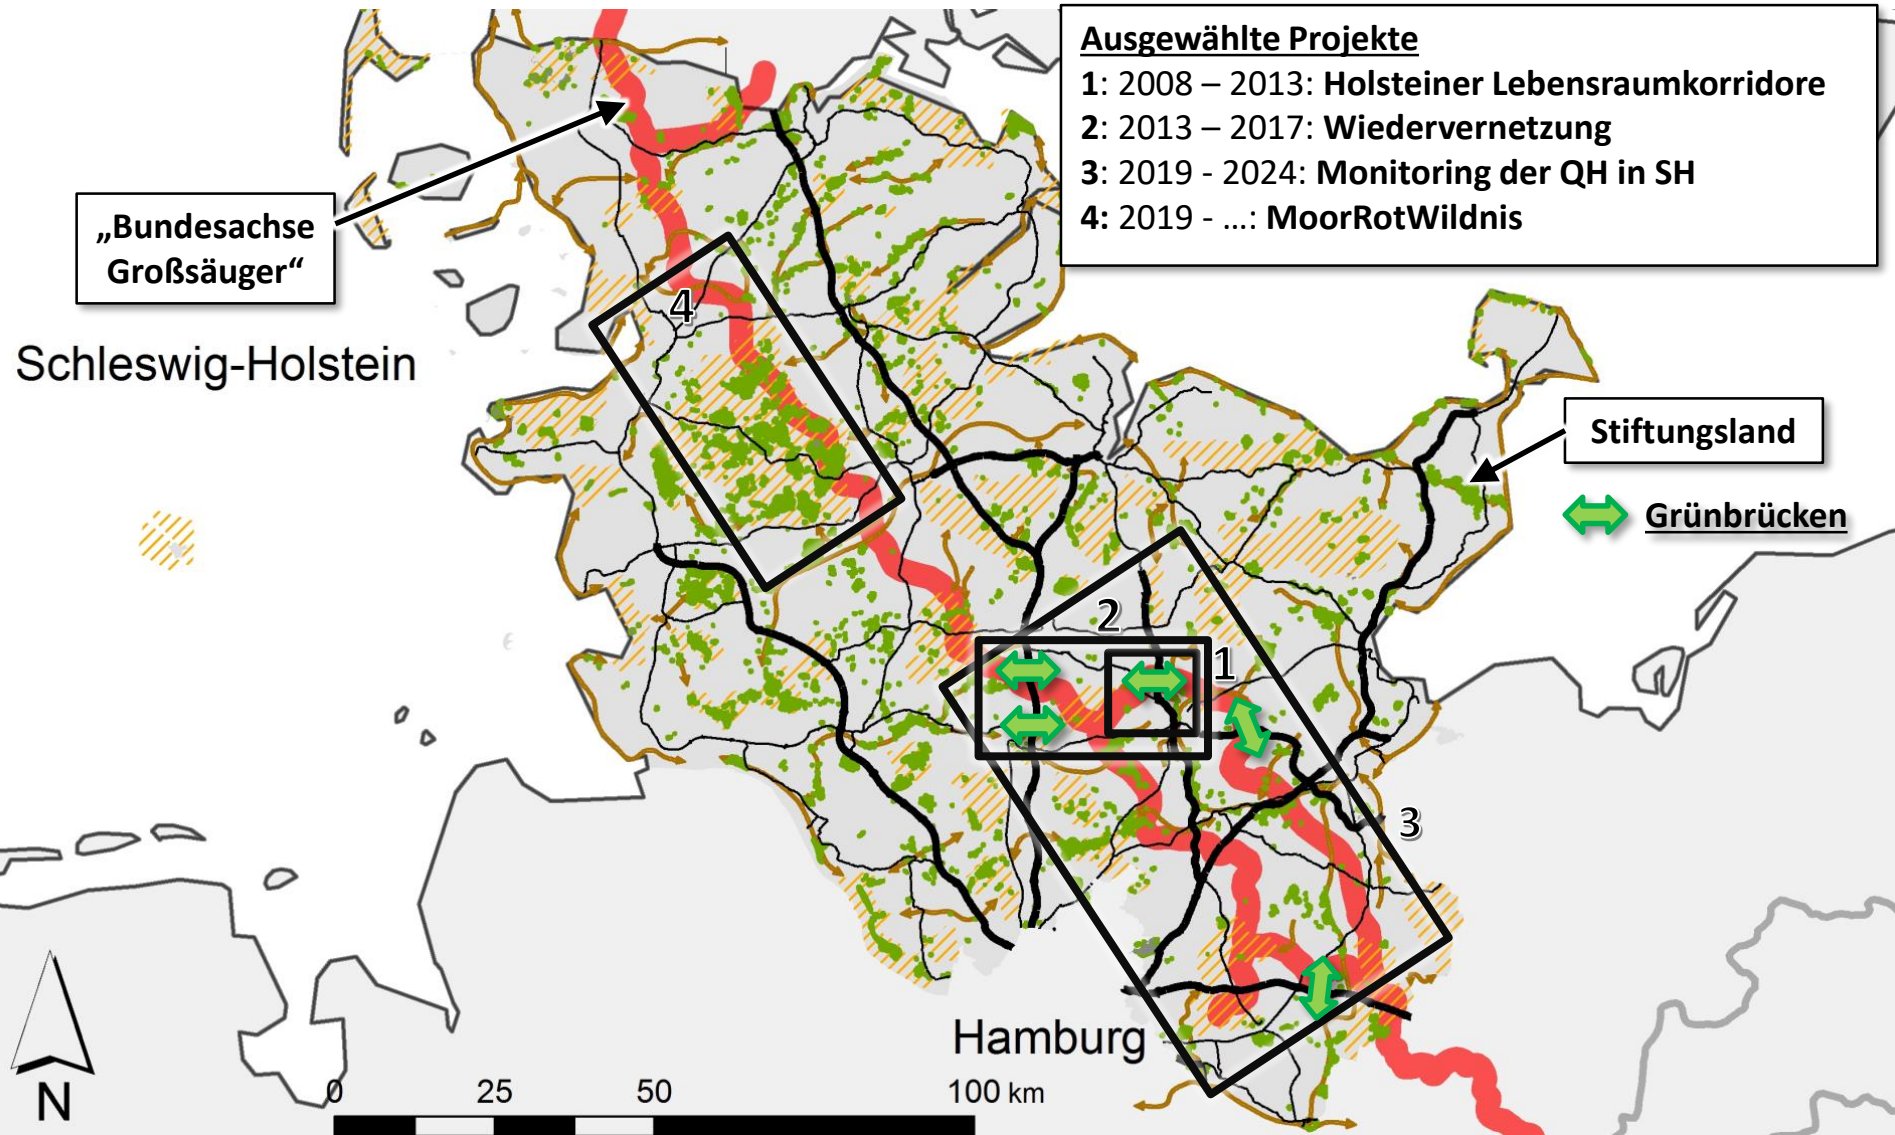 Ausgewählte Projekte
1: 2008 – 2013: Holsteiner Lebensraumkorridore
2: 2013 – 2017: Wiedervernetzung
3: 2019 - 2024: Monitoring der QH in SH
4: 2019 - ...: MoorRotWildnis
„Bundesachse
Großsäuger“
4
Schleswig-Holstein
Stiftungsland
Grünbrücken
2
1
3
Hamburg
N
0 25 50 100 km